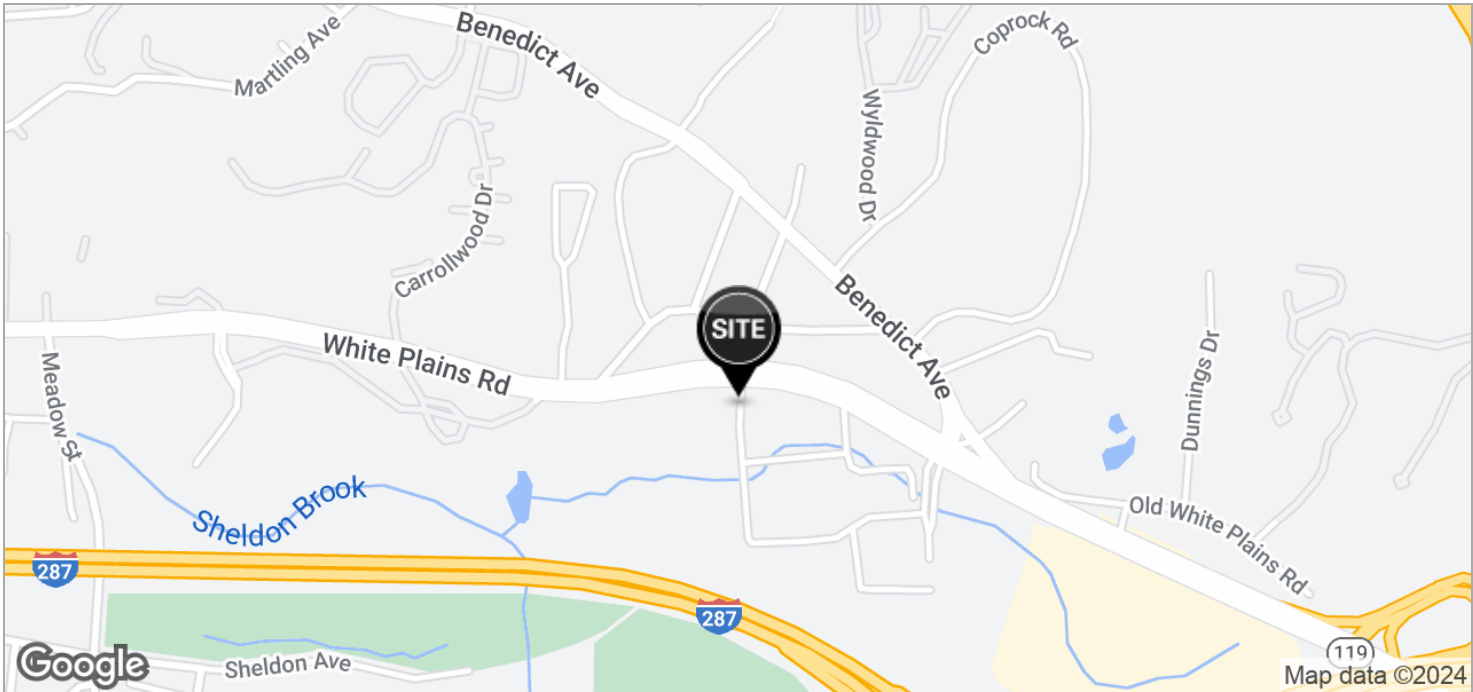 Benedict Ave
Martling Ave
Coprock Rd
Wyldwood Dr
Carrollwood Dr
Benedict Ave
SITE
White Plains Rd
Meadow St
Dunnings Dr
Sheldon Brook
Old White Plains Rd
287
287
119
Sheldon Ave
Google
Map data ©2024